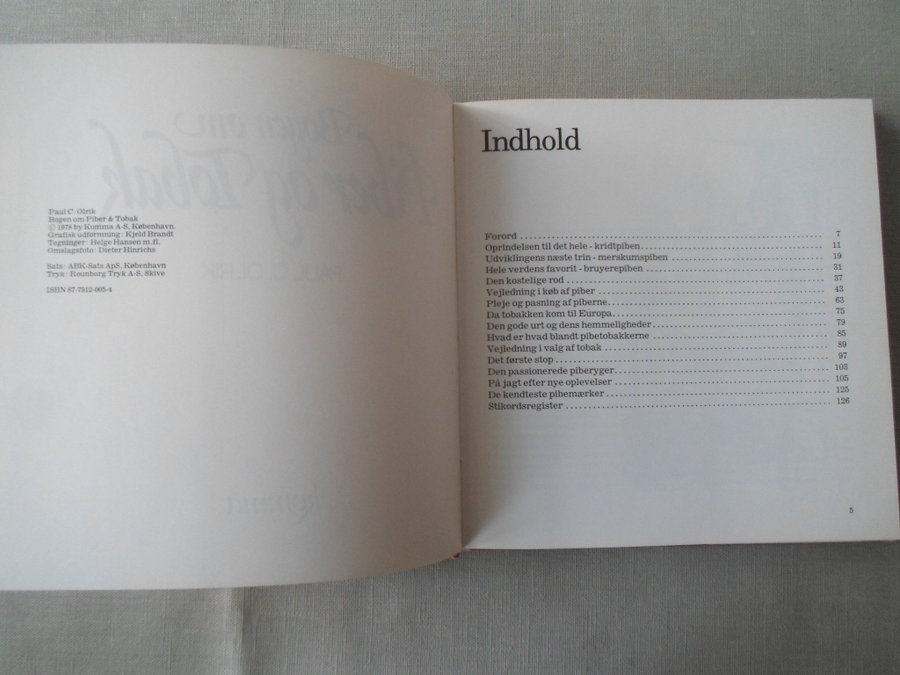 Paul C. Olrik
Bogen om Piber & Tobak
© 1978 by Komma A-S, København.
Grafisk udformning: Kjeld Brandt
Tegninger: Helge Hansen m.fl.
Omslagsfoto: Dieter Hinrichs
Sats: ABK-Sats ApS, København
Tryk: Rounborg Tryk A-S, Skive
ISBN 87-7512-005-4
Indhold
Forord 7
Oprindelsen til det hele - kridtpiben 11
Udviklingens næste trin - merskumspiben 19
Hele verdens favorit - bruyerepiben 31
Den kostelige rod 37
Vejledning i køb af piber 43
Pleje og pasning af piberne 63
Da tobakken kom til Europa 75
Den gode urt og dens hemmeligheder 79
Hvad er hvad blandt pibetobakkerne 85
Vejledning i valg af tobak 89
Det første stop 97
Den passionerede piberyger 103
På jagt efter nye oplevelser 105
De kendteste pibemærker 125
Stikordsregister 126
5